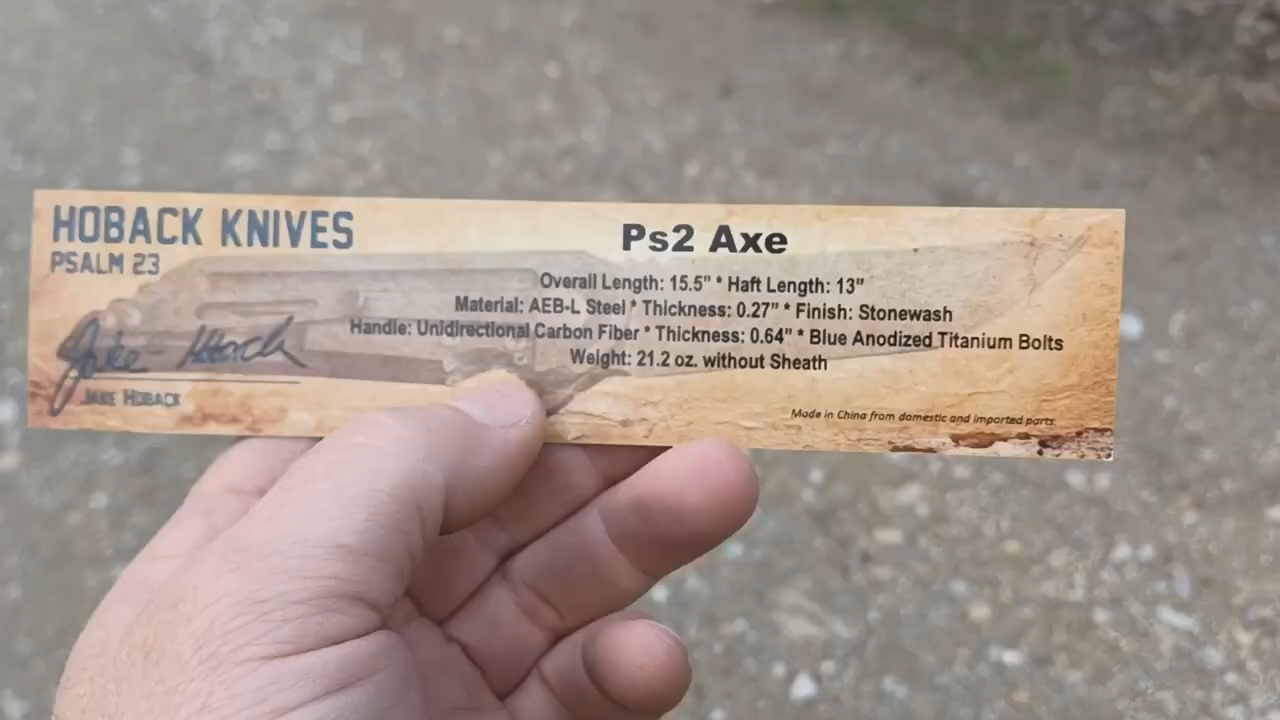 HOBACK KNIVES
PSALM 23
Ps2 Axe
Overall Length: 15.5" * Haft Length: 13"
Material: AEB-L Steel * Thickness: 0.27" * Finish: Stonewash
Handle: Unidirectional Carbon Fiber * Thickness: 0.64" * Blue Anodized Titanium Bolts
Weight: 21.2 oz. without Sheath
Jake Hoback
JAKE HOBACK
Made in China from domestic and imported parts.